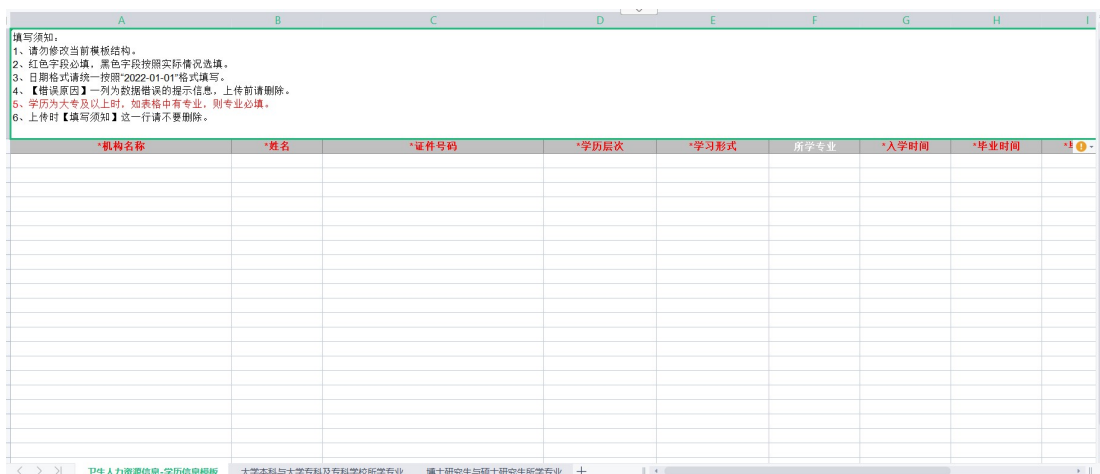 A B C D E F G H I
填写须知：
1、请勿修改当前模板结构。
2、红色字段必填，黑色字段按照实际情况选填。
3、日期格式请统一按照“2022-01-01”格式填写。
4、【错误原因】一列为数据错误的提示信息，上传前请删除。
5、学历为大专及以上时，如表格中有专业，则专业必填。
6、上传时【填写须知】这一行请不要删除。
*机构名称 *姓名 *证件号码 *学历层次 *学习形式 所学专业 *入学时间 *毕业时间
卫生人力资源信息-学历信息模板 大学本科与大学专科及专科学校所学专业 博士研究生与硕士研究生所学专业